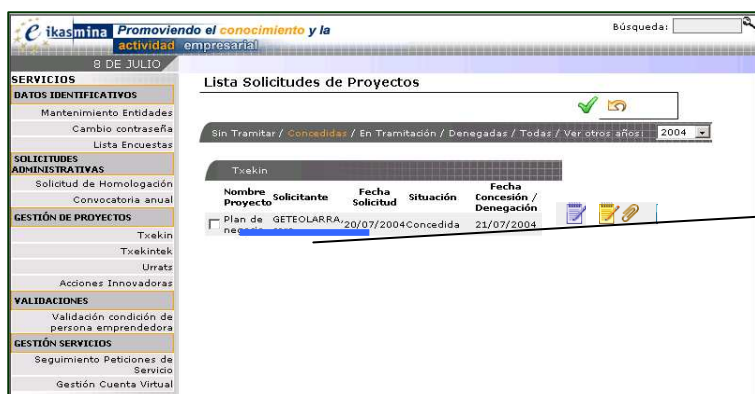 e ikasmina Promoviendo el conocimiento y la
actividad empresarial
Búsqueda:
8 DE JULIO
SERVICIOS
DATOS IDENTIFICATIVOS
Mantenimiento Entidades
Cambio contraseña
Lista Encuestas
SOLICITUDES
ADMINISTRATIVAS
Solicitud de Homologación
Convocatoria anual
GESTIÓN DE PROYECTOS
Txekin
Txekintek
Urrats
Acciones Innovadoras
VALIDACIONES
Validación condición de
persona emprendedora
GESTIÓN SERVICIOS
Seguimiento Peticiones de
Servicio
Gestión Cuenta Virtual
Lista Solicitudes de Proyectos
Sin Tramitar / Concedidas / En Tramitación / Denegadas / Todas / Ver otros años: 2004
Txekin
Nombre Proyecto Solicitante Fecha Solicitud Situación Fecha Concesión / Denegación
Plan de GETEOLARRA, 20/07/2004 Concedida 21/07/2004